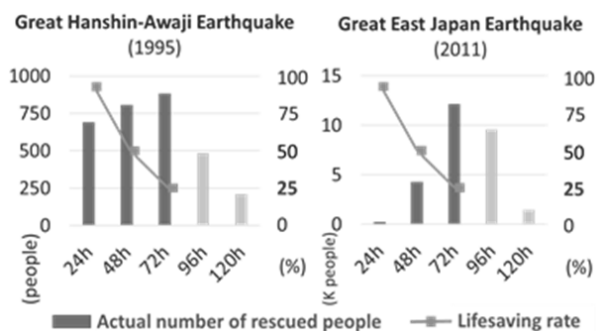 Great Hanshin-Awaji Earthquake
(1995)
1000
750
500
250
0
(people)
100
75
50
25
0
(%)
24h
48h
72h
96h
120h
Great East Japan Earthquake
(2011)
15
10
5
0
(K people)
100
75
50
25
0
(%)
24h
48h
72h
96h
120h
Actual number of rescued people
Lifesaving rate